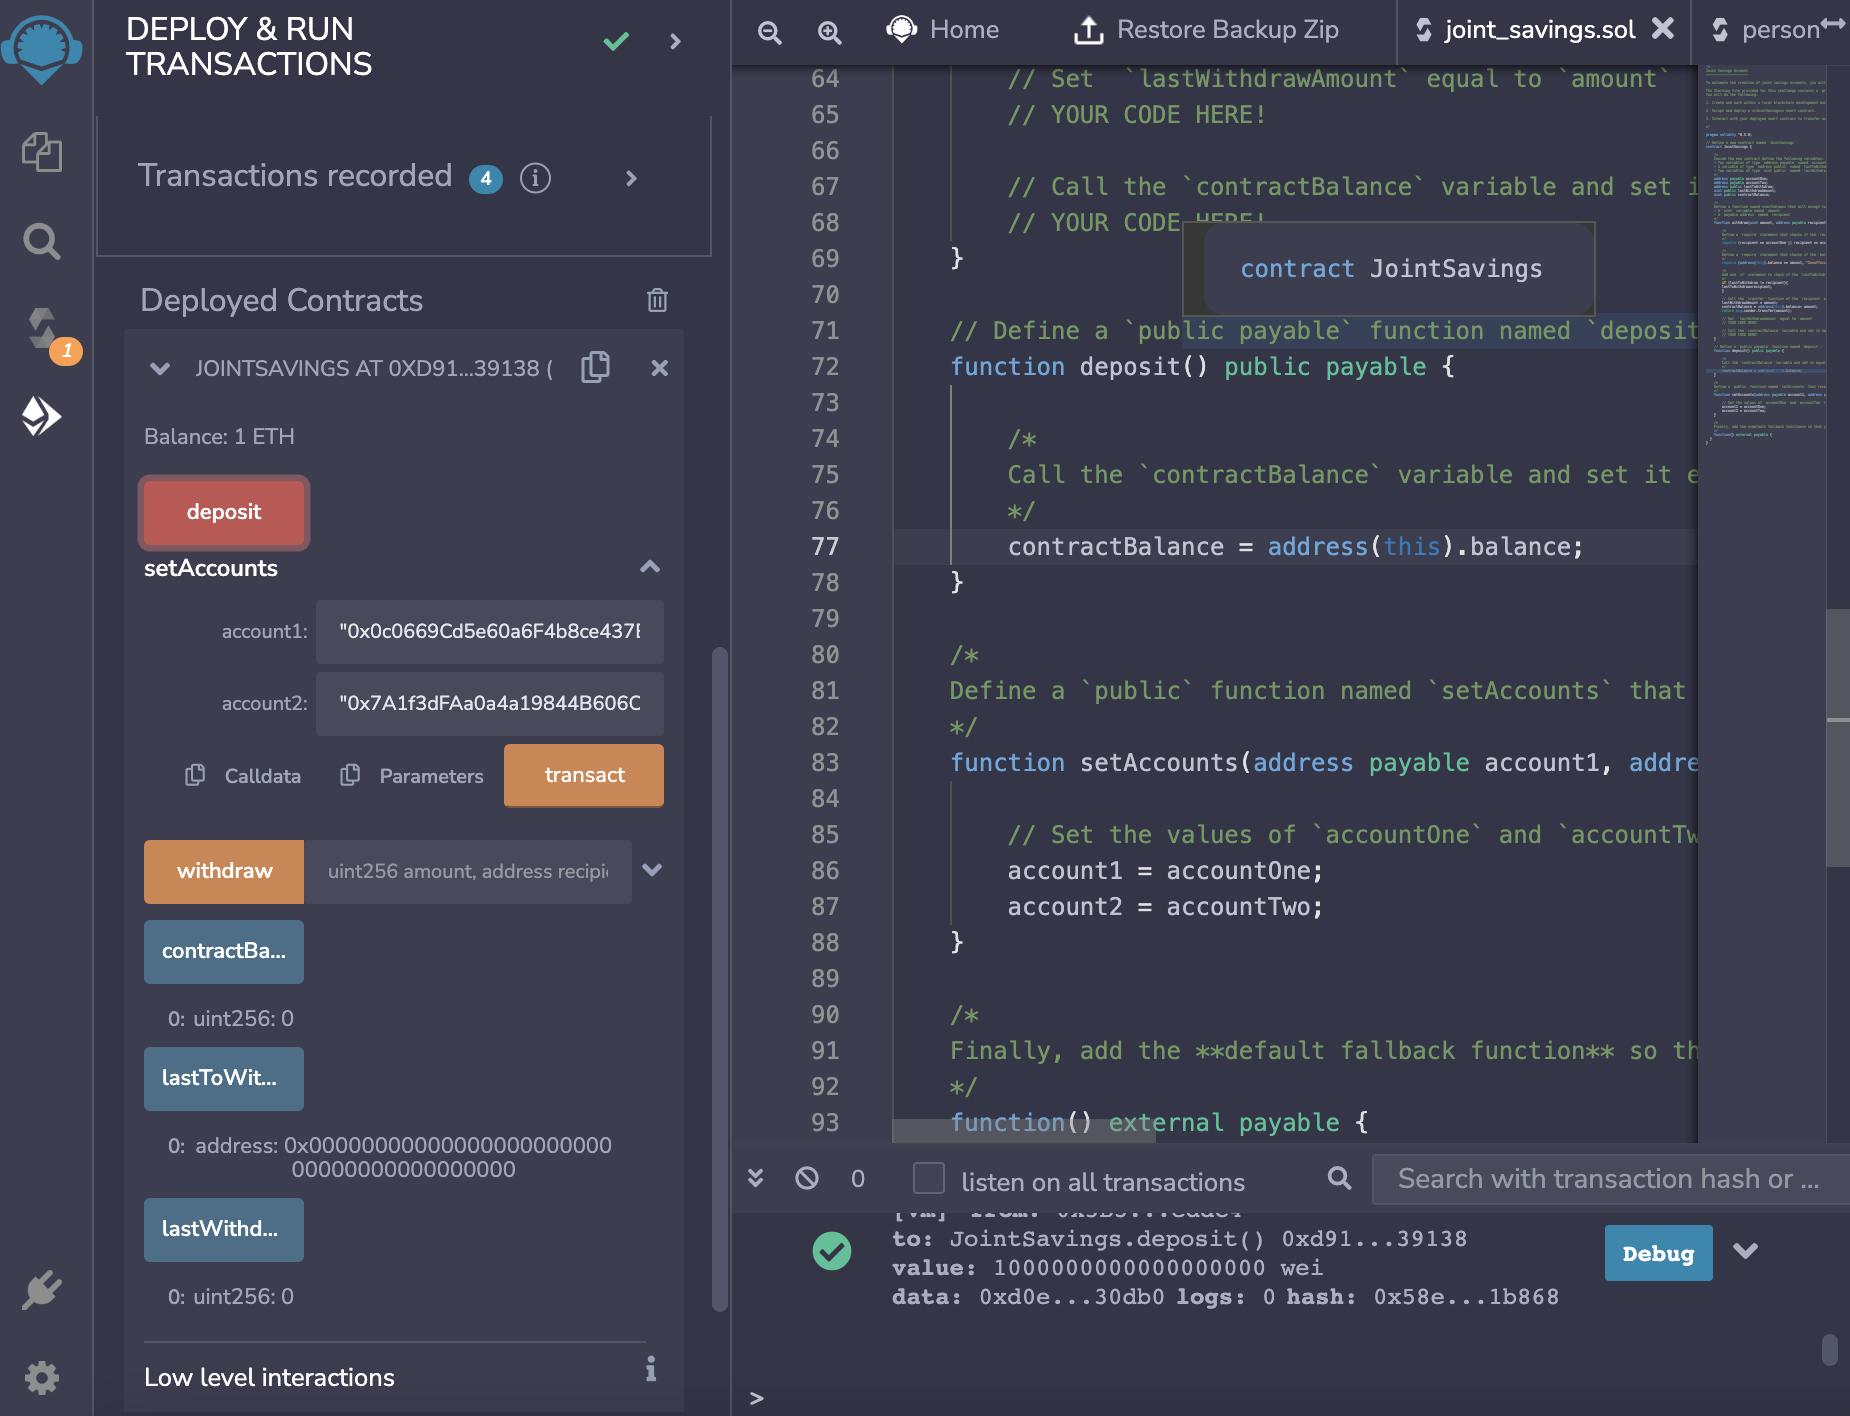 DEPLOY & RUN
TRANSACTIONS
Transactions recorded 4 i
Deployed Contracts
1
JOINTSAVINGS AT 0XD91...39138 (
Balance: 1 ETH
deposit
setAccounts
account1: "0x0c0669Cd5e60a6F4b8ce437E
account2: "0x7A1f3dFAa0a4a19844B606C
Calldata Parameters transact
withdraw uint256 amount, address recipie
contractBa...
0: uint256: 0
lastToWit...
0: address: 0x00000000000000000000000
00000000000000000
lastWithd...
0: uint256: 0
Low level interactions i
Home Restore Backup Zip joint_savings.sol person
64 // Set `lastWithdrawAmount` equal to `amount`
65 // YOUR CODE HERE!
66
67 // Call the `contractBalance` variable and set i
68 // YOUR CODE HERE!
contract JointSavings
69 }
70
71 // Define a `public payable` function named `deposit
72 function deposit() public payable {
73
74 /*
75 Call the `contractBalance` variable and set it e
76 */
77 contractBalance = address(this).balance;
78 }
79
80 /*
81 Define a `public` function named `setAccounts` that
82 */
83 function setAccounts(address payable account1, addre
84
85 // Set the values of `accountOne` and `accountTw
86 account1 = accountOne;
87 account2 = accountTwo;
88 }
89
90 /*
91 Finally, add the **default fallback function** so th
92 */
93 function() external payable {
0 listen on all transactions Search with transaction hash or ...
to: JointSavings.deposit() 0xd91...39138
value: 1000000000000000000 wei
data: 0xd0e...30db0 logs: 0 hash: 0x58e...1b868
Debug
>